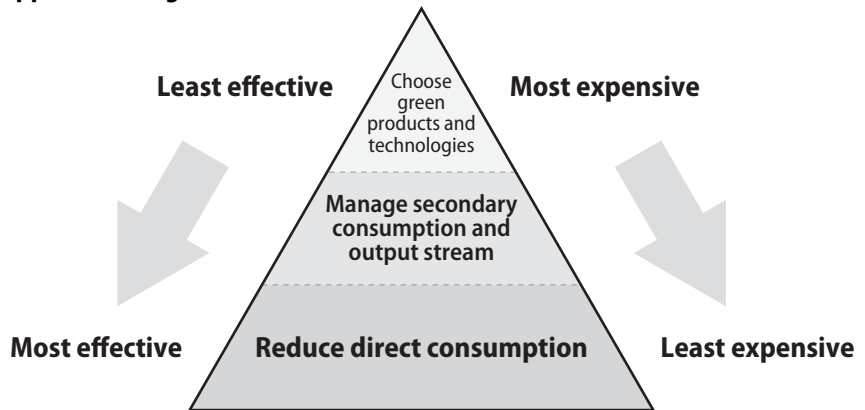 Least effective
Choose
green
products and
technologies
Most expensive
Manage secondary
consumption and
output stream
Most effective
Reduce direct consumption
Least expensive